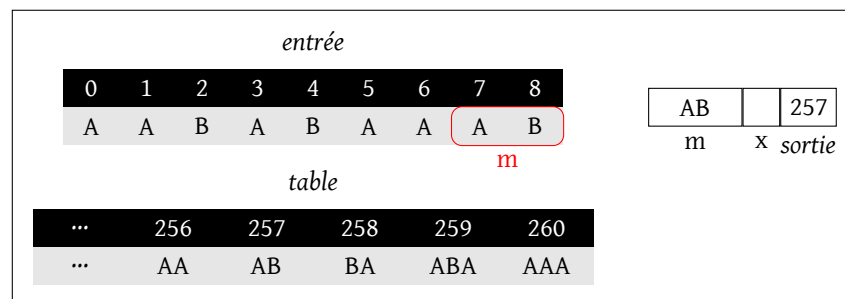 entrée
0 1 2 3 4 5 6 7 8
A A B A B A A A B
m
AB 257
m x sortie
table
... 256 257 258 259 260
... AA AB BA ABA AAA